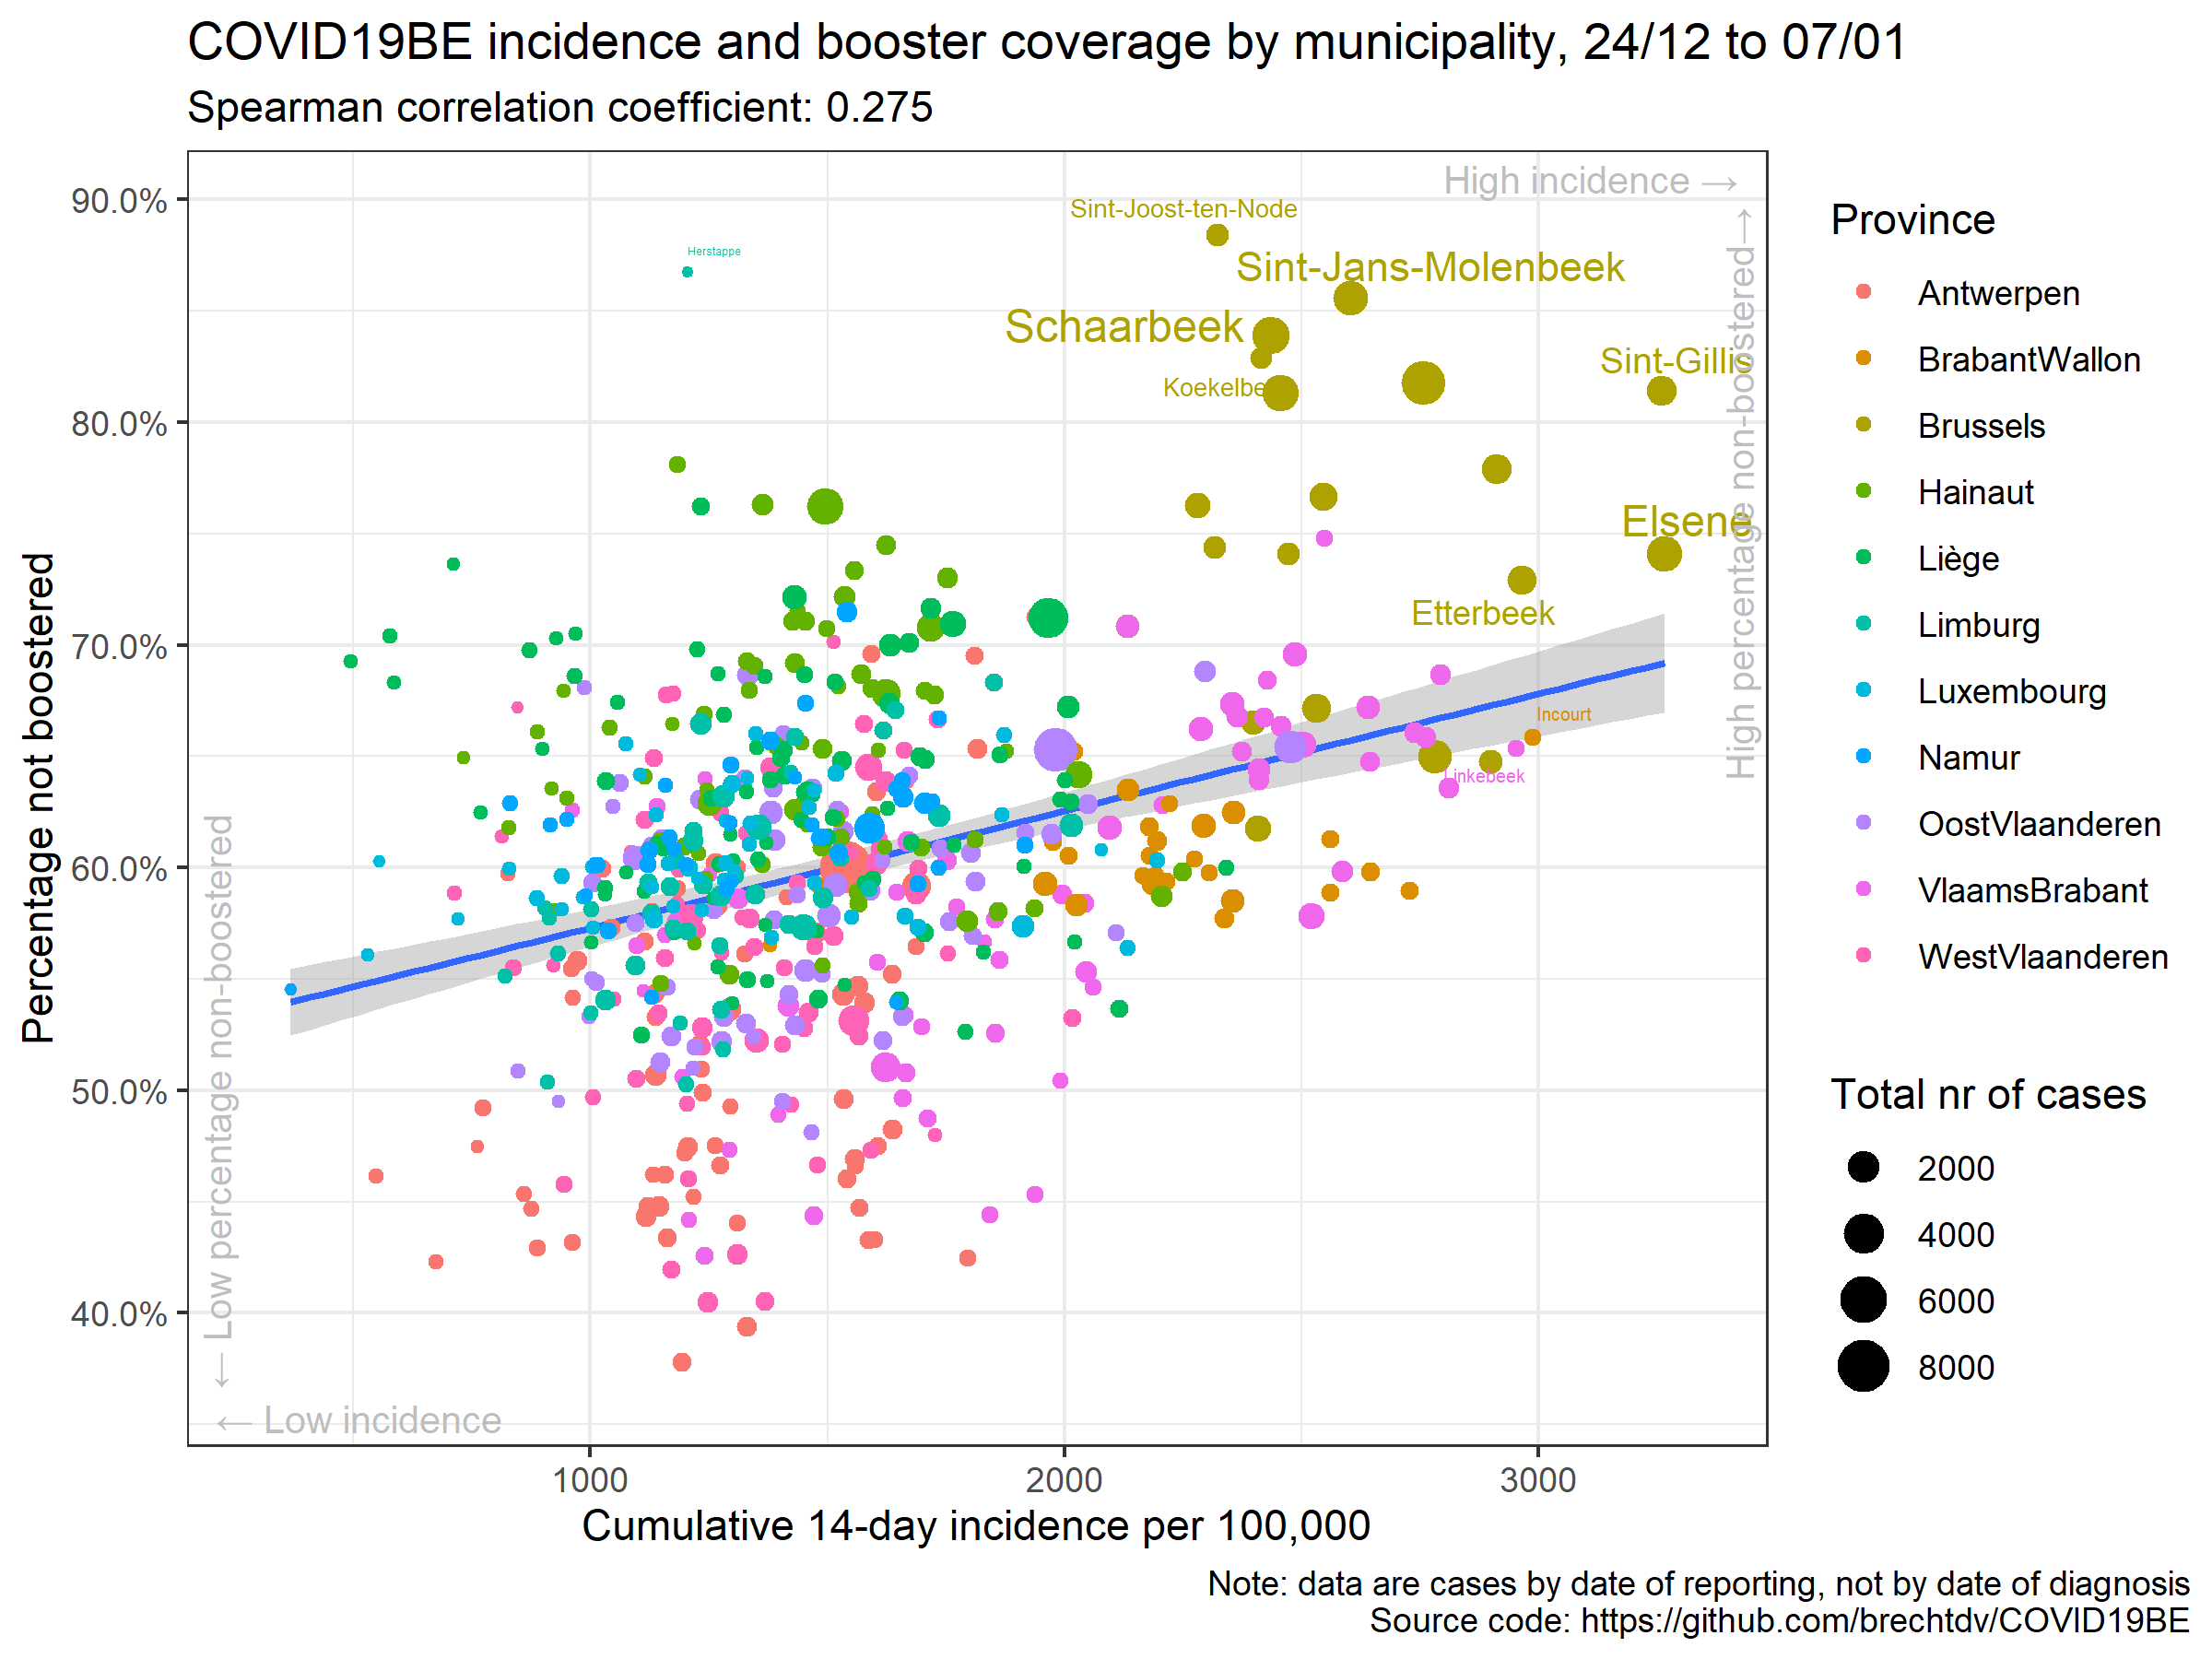 COVID19BE incidence and booster coverage by municipality, 24/12 to 07/01
Spearman correlation coefficient: 0.275
High incidence →
High percentage non-boostered→
Sint-Joost-ten-Node
Herstappe
Sint-Jans-Molenbeek
Schaarbeek
Sint-Gillis
Koekelbe
Elsene
Etterbeek
Incourt
Linkebeek
← Low percentage non-boostered
← Low incidence
90.0%
80.0%
70.0%
60.0%
50.0%
40.0%
Percentage not boostered
1000
2000
3000
Cumulative 14-day incidence per 100,000
Province
Antwerpen
BrabantWallon
Brussels
Hainaut
Liège
Limburg
Luxembourg
Namur
OostVlaanderen
VlaamsBrabant
WestVlaanderen
Total nr of cases
2000
4000
6000
8000
Note: data are cases by date of reporting, not by date of diagnosis
Source code: https://github.com/brechtdv/COVID19BE